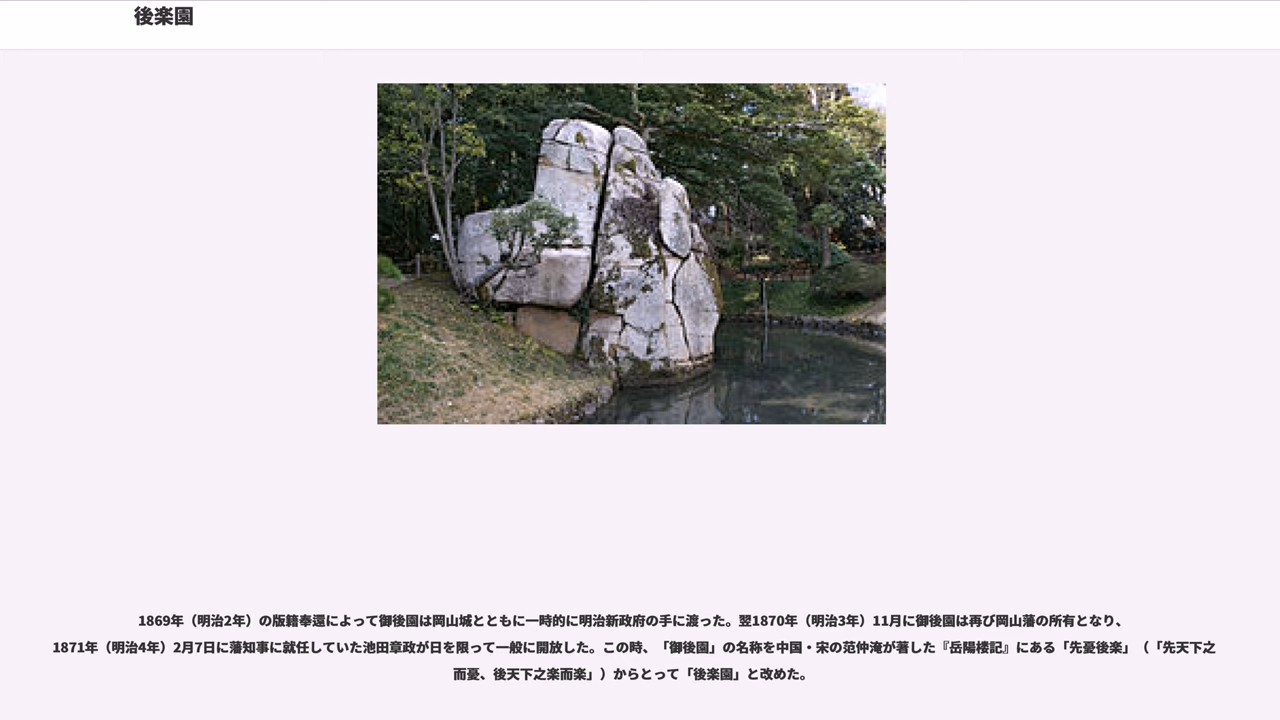 後楽園
1869年（明治2年）の版籍奉還によって御後園は岡山城とともに一時的に明治新政府の手に渡った。翌1870年（明治3年）11月に御後園は再び岡山藩の所有となり、
1871年（明治4年）2月7日に藩知事に就任していた池田章政が日を限って一般に開放した。この時、「御後園」の名称を中国・宋の范仲淹が著した『岳陽楼記』にある「先憂後楽」（「先天下之
而憂、後天下之楽而楽」）からとって「後楽園」と改めた。